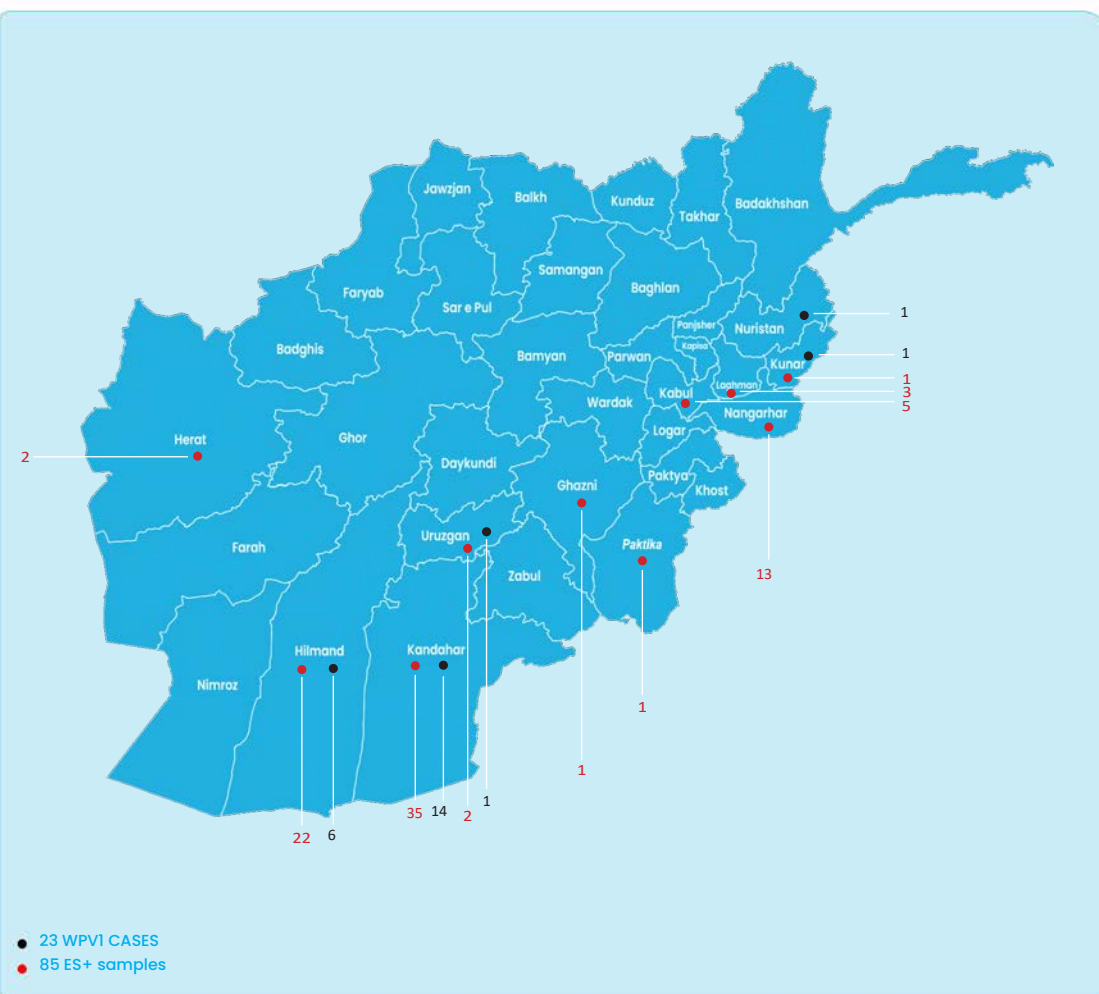 Jawzjan
Balkh
Kunduz
Takhar
Badakhshan
Samangan
Baghlan
Faryab
Sar e Pul
1
Panjsher
Nuristan
Kapisa
Badghis
Bamyan
Parwan
1
Kunar
1
Laghman
3
Kabul
5
Wardak
Nangarhar
Logar
Herat
Ghor
2
Daykundi
Paktya
Khost
Ghazni
Uruzgan
Paktika
Farah
Zabul
13
Hilmand
Kandahar
Nimroz
1
1
1
35
14
2
22
6
23 WPV1 CASES
85 ES+ samples